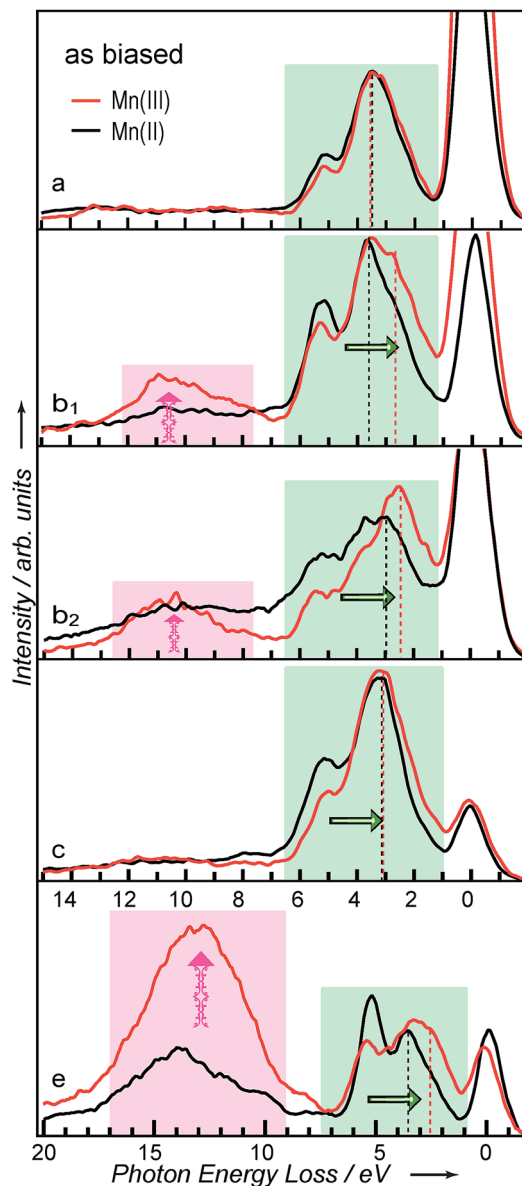 as biased
Mn(III)
Mn(II)
a
b1
b2
c
14 12 10 8 6 4 2 0
e
20 15 10 5 0
Intensity / arb. units →
Photon Energy Loss / eV →